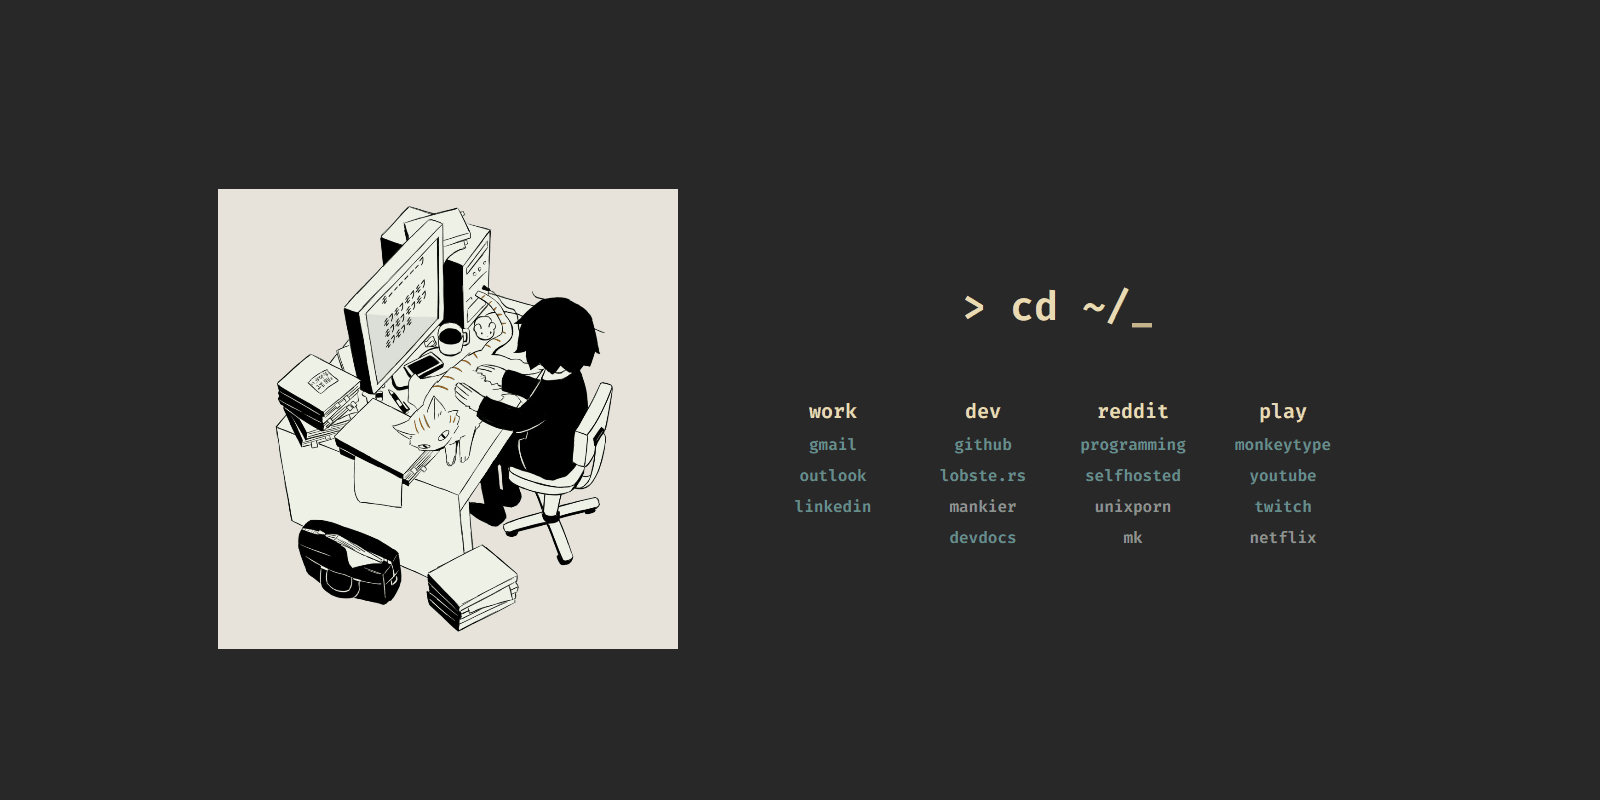 > cd ~/_
work
gmail
outlook
linkedin
dev
github
lobste.rs
mankier
devdocs
reddit
programming
selfhosted
unixporn
mk
play
monkeytype
youtube
twitch
netflix